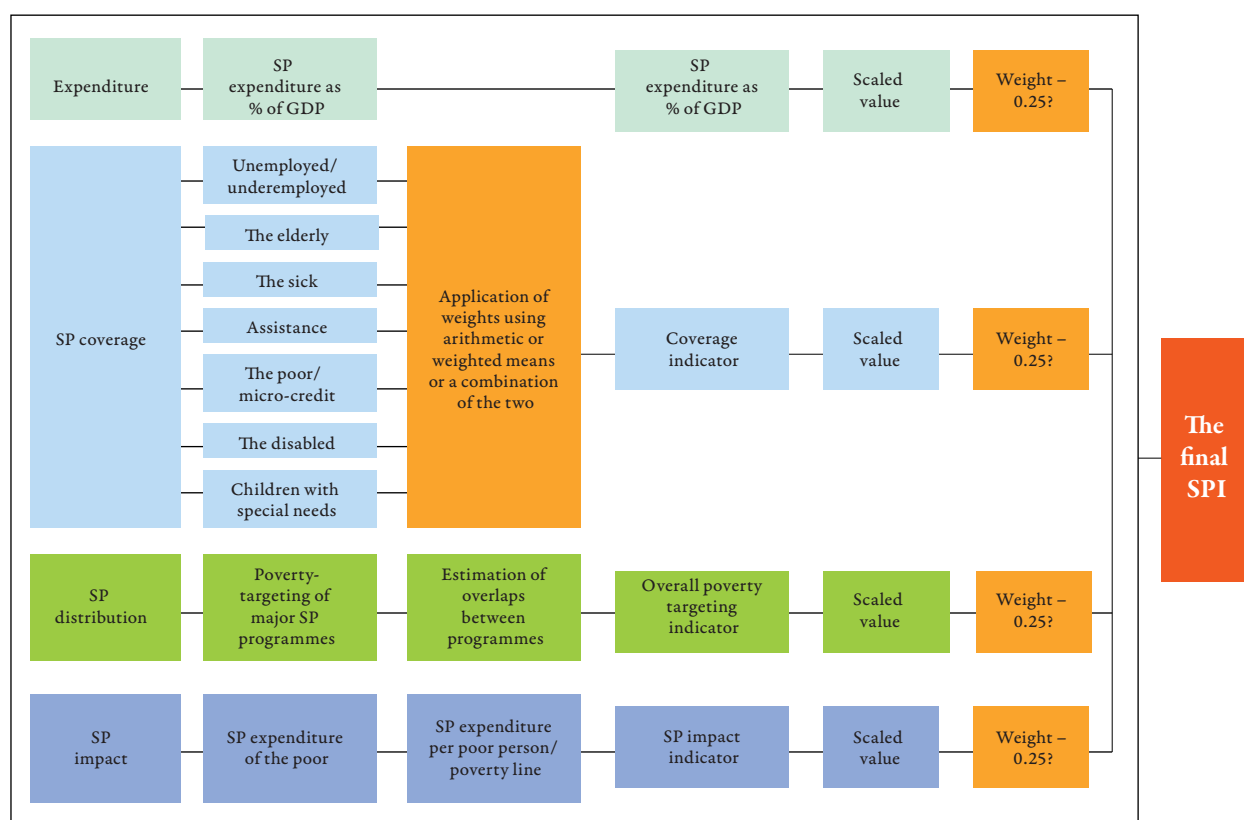 Expenditure
SP
expenditure as
% of GDP
SP
expenditure as
% of GDP
Scaled
value
Weight –
0.25?
SP coverage
Unemployed/
underemployed
The elderly
The sick
Assistance
The poor/
micro-credit
The disabled
Children with
special needs
Application of
weights using
arithmetic or
weighted means
or a combination
of the two
Coverage
indicator
Scaled
value
Weight –
0.25?
SP
distribution
Poverty-
targeting of
major SP
programmes
Estimation of
overlaps
between
programmes
Overall poverty
targeting
indicator
Scaled
value
Weight –
0.25?
SP
impact
SP expenditure
of the poor
SP expenditure
per poor person/
poverty line
SP impact
indicator
Scaled
value
Weight –
0.25?
The
final
SPI